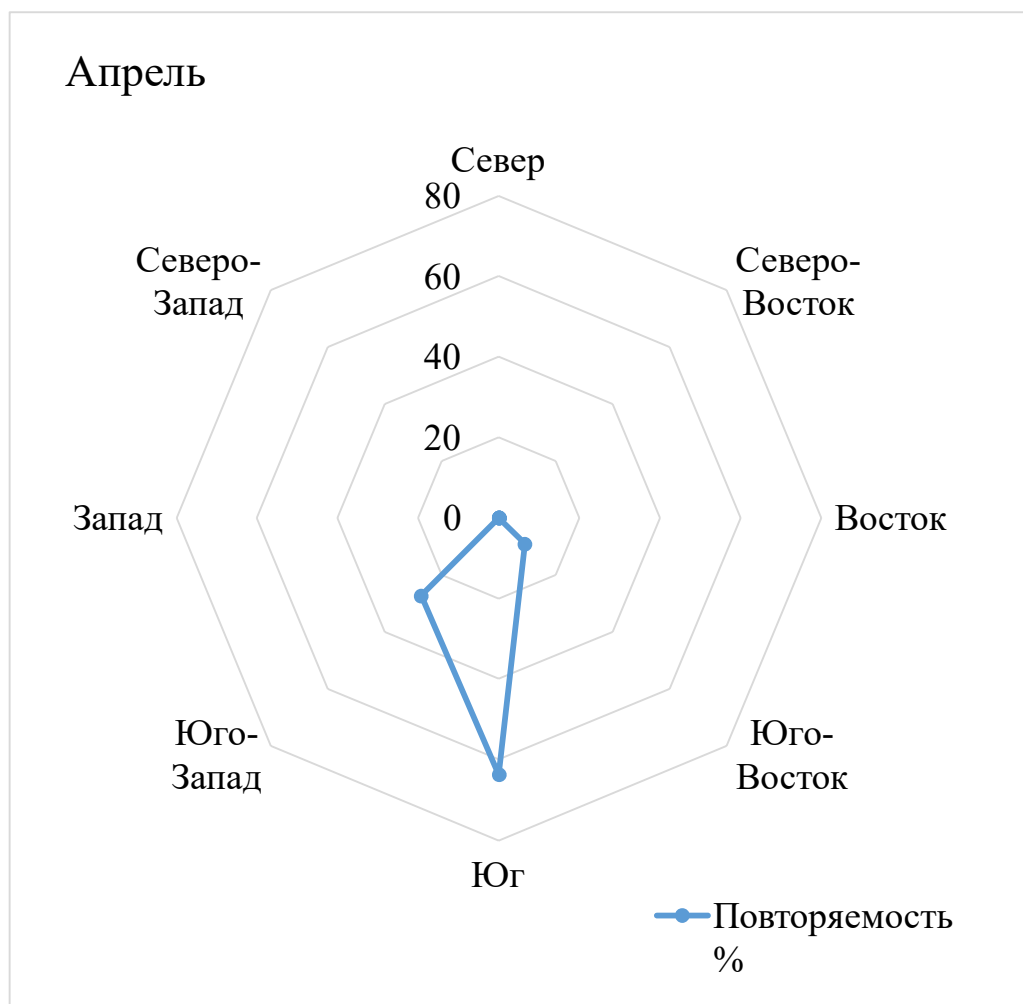 Апрель
Север
80
Северо-
Запад
Северо-
Восток
60
40
20
Запад
0
Восток
Юго-
Запад
Юго-
Восток
Юг
Повторяемость
%